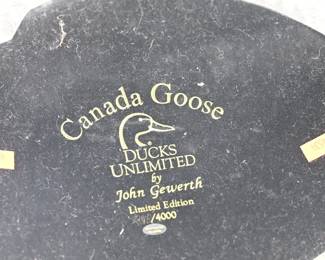 Canada Goose
DUCKS
UNLIMITED
by
John Gewerth
Limited Edition
/4000